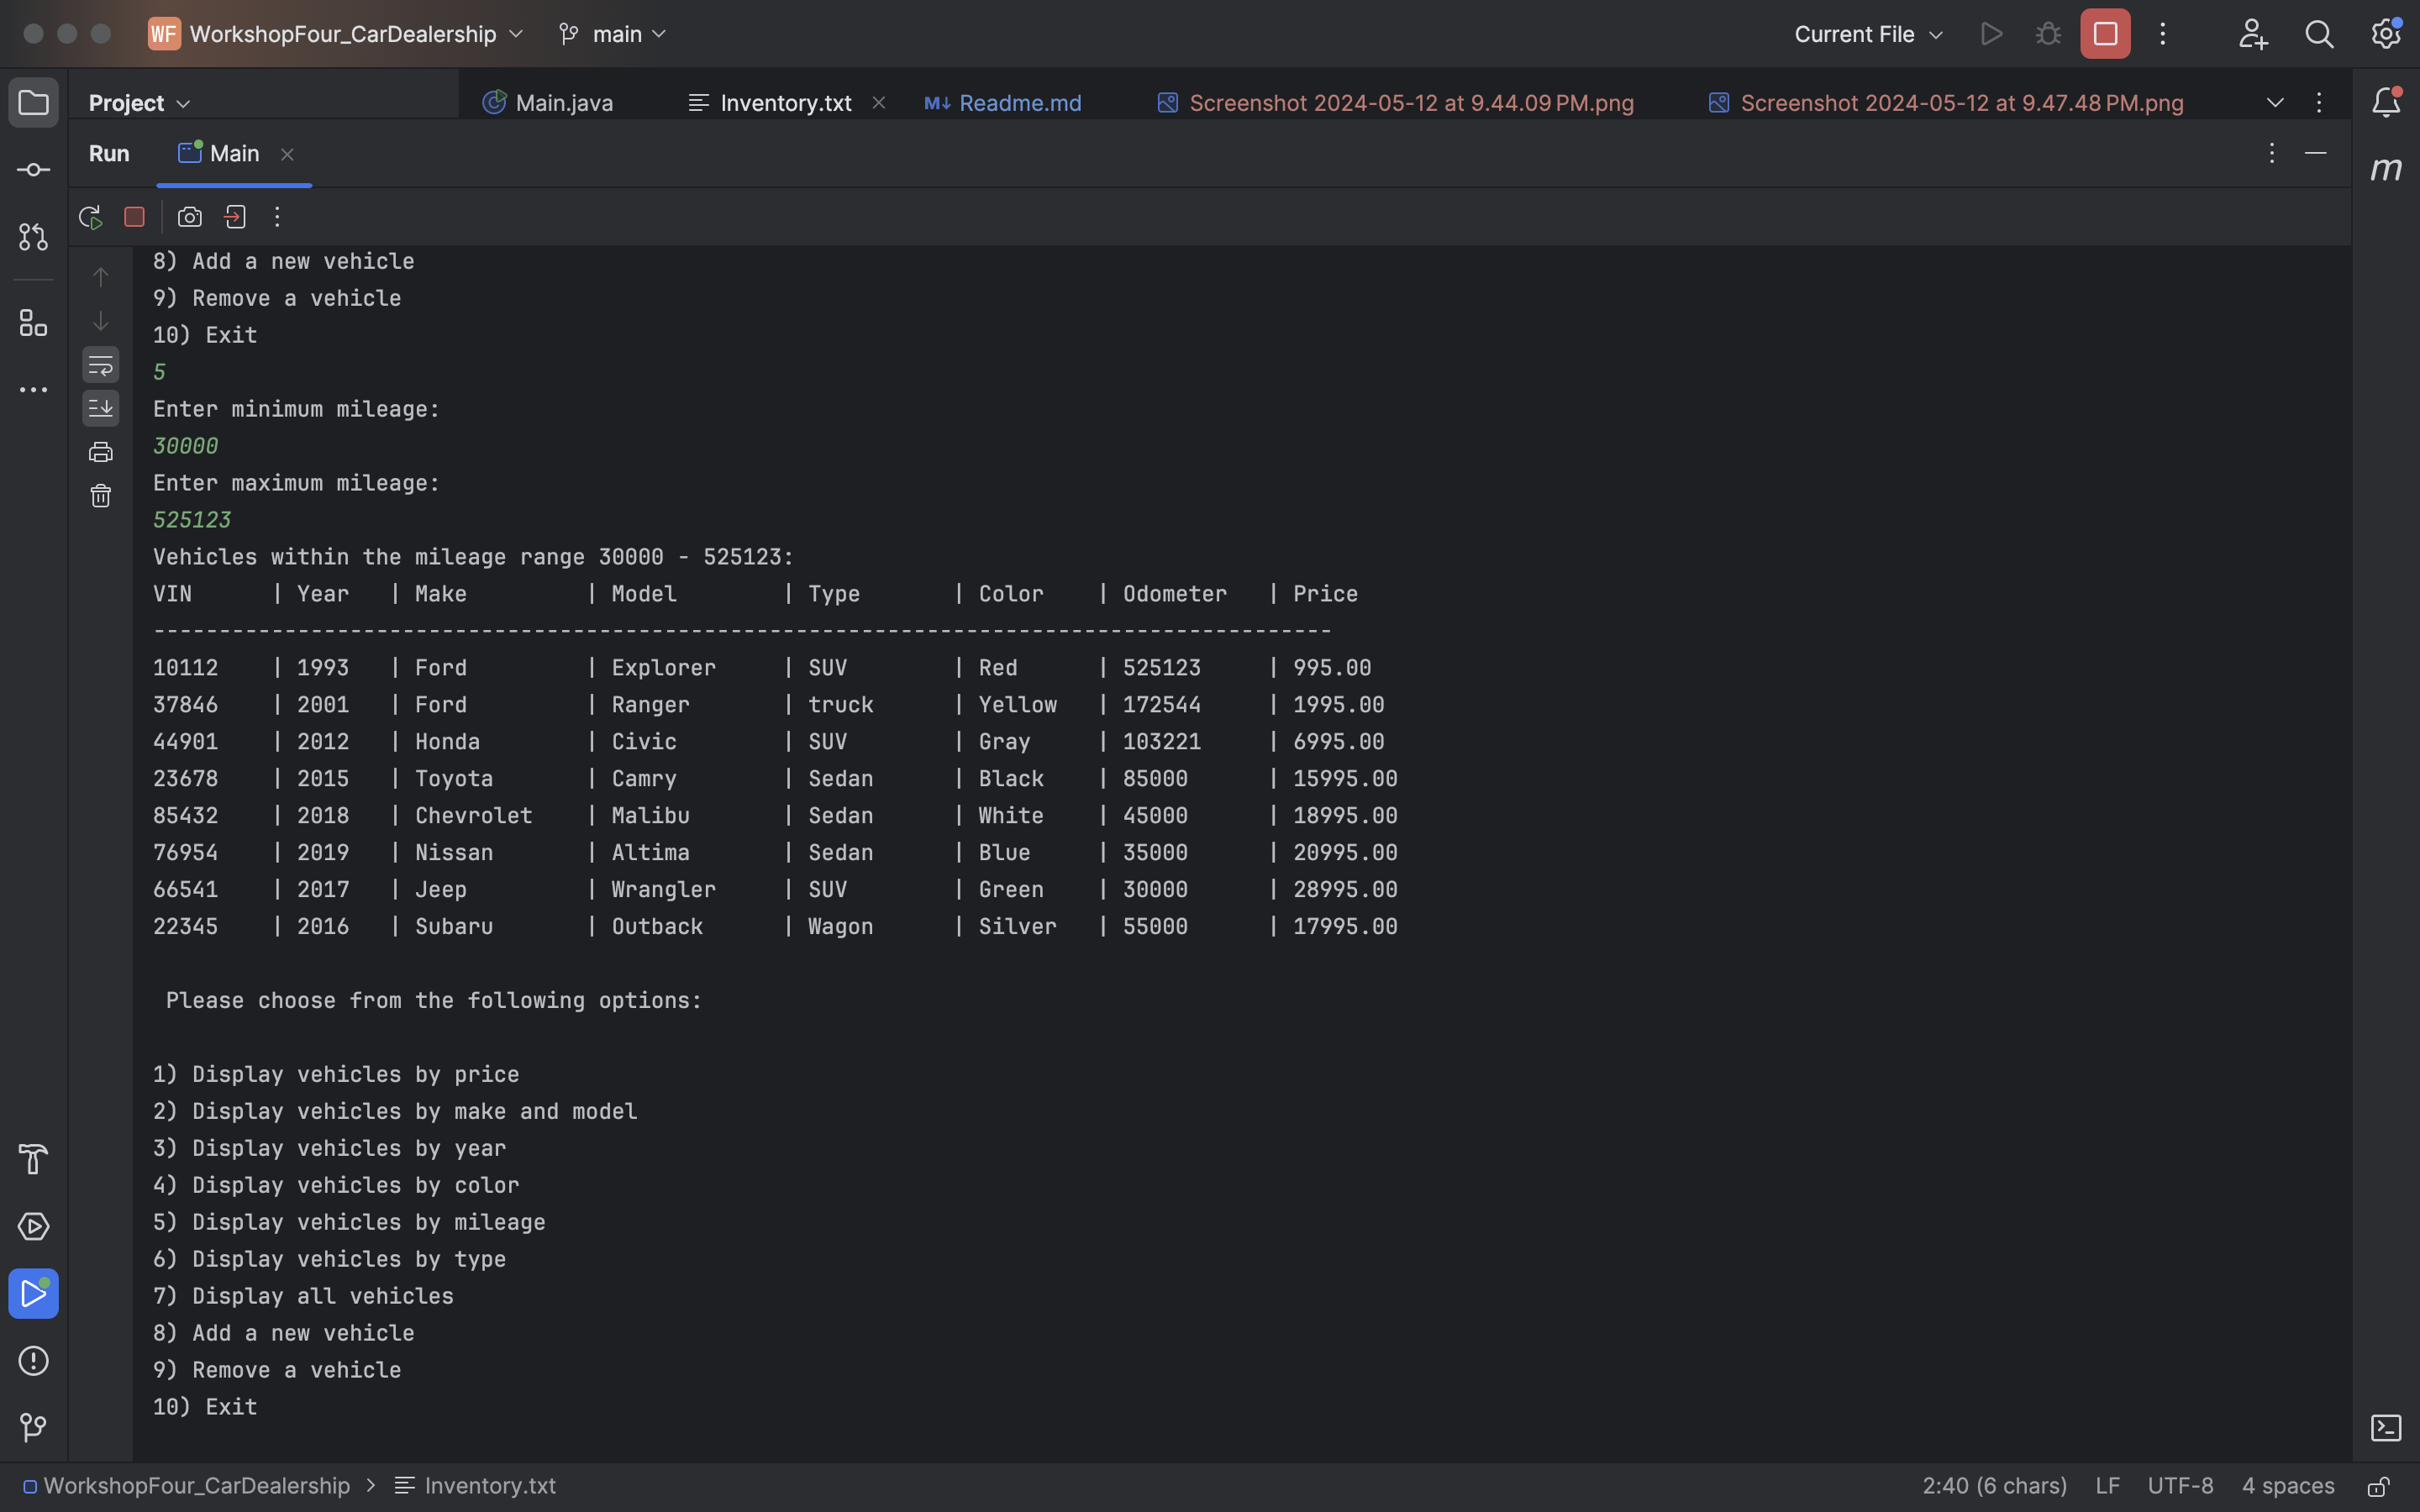 WF WorkshopFour_CarDealership main Current File
Project Main.java Inventory.txt M↓ Readme.md Screenshot 2024-05-12 at 9.44.09 PM.png Screenshot 2024-05-12 at 9.47.48 PM.png
Run Main
m
8) Add a new vehicle
9) Remove a vehicle
10) Exit
5
Enter minimum mileage:
30000
Enter maximum mileage:
525123
Vehicles within the mileage range 30000 - 525123:
VIN | Year | Make | Model | Type | Color | Odometer | Price
------------------------------------------------------------------------------------------
10112 | 1993 | Ford | Explorer | SUV | Red | 525123 | 995.00
37846 | 2001 | Ford | Ranger | truck | Yellow | 172544 | 1995.00
44901 | 2012 | Honda | Civic | SUV | Gray | 103221 | 6995.00
23678 | 2015 | Toyota | Camry | Sedan | Black | 85000 | 15995.00
85432 | 2018 | Chevrolet | Malibu | Sedan | White | 45000 | 18995.00
76954 | 2019 | Nissan | Altima | Sedan | Blue | 35000 | 20995.00
66541 | 2017 | Jeep | Wrangler | SUV | Green | 30000 | 28995.00
22345 | 2016 | Subaru | Outback | Wagon | Silver | 55000 | 17995.00
Please choose from the following options:
1) Display vehicles by price
2) Display vehicles by make and model
3) Display vehicles by year
4) Display vehicles by color
5) Display vehicles by mileage
6) Display vehicles by type
7) Display all vehicles
8) Add a new vehicle
9) Remove a vehicle
10) Exit
WorkshopFour_CarDealership > Inventory.txt 2:40 (6 chars) LF UTF-8 4 spaces